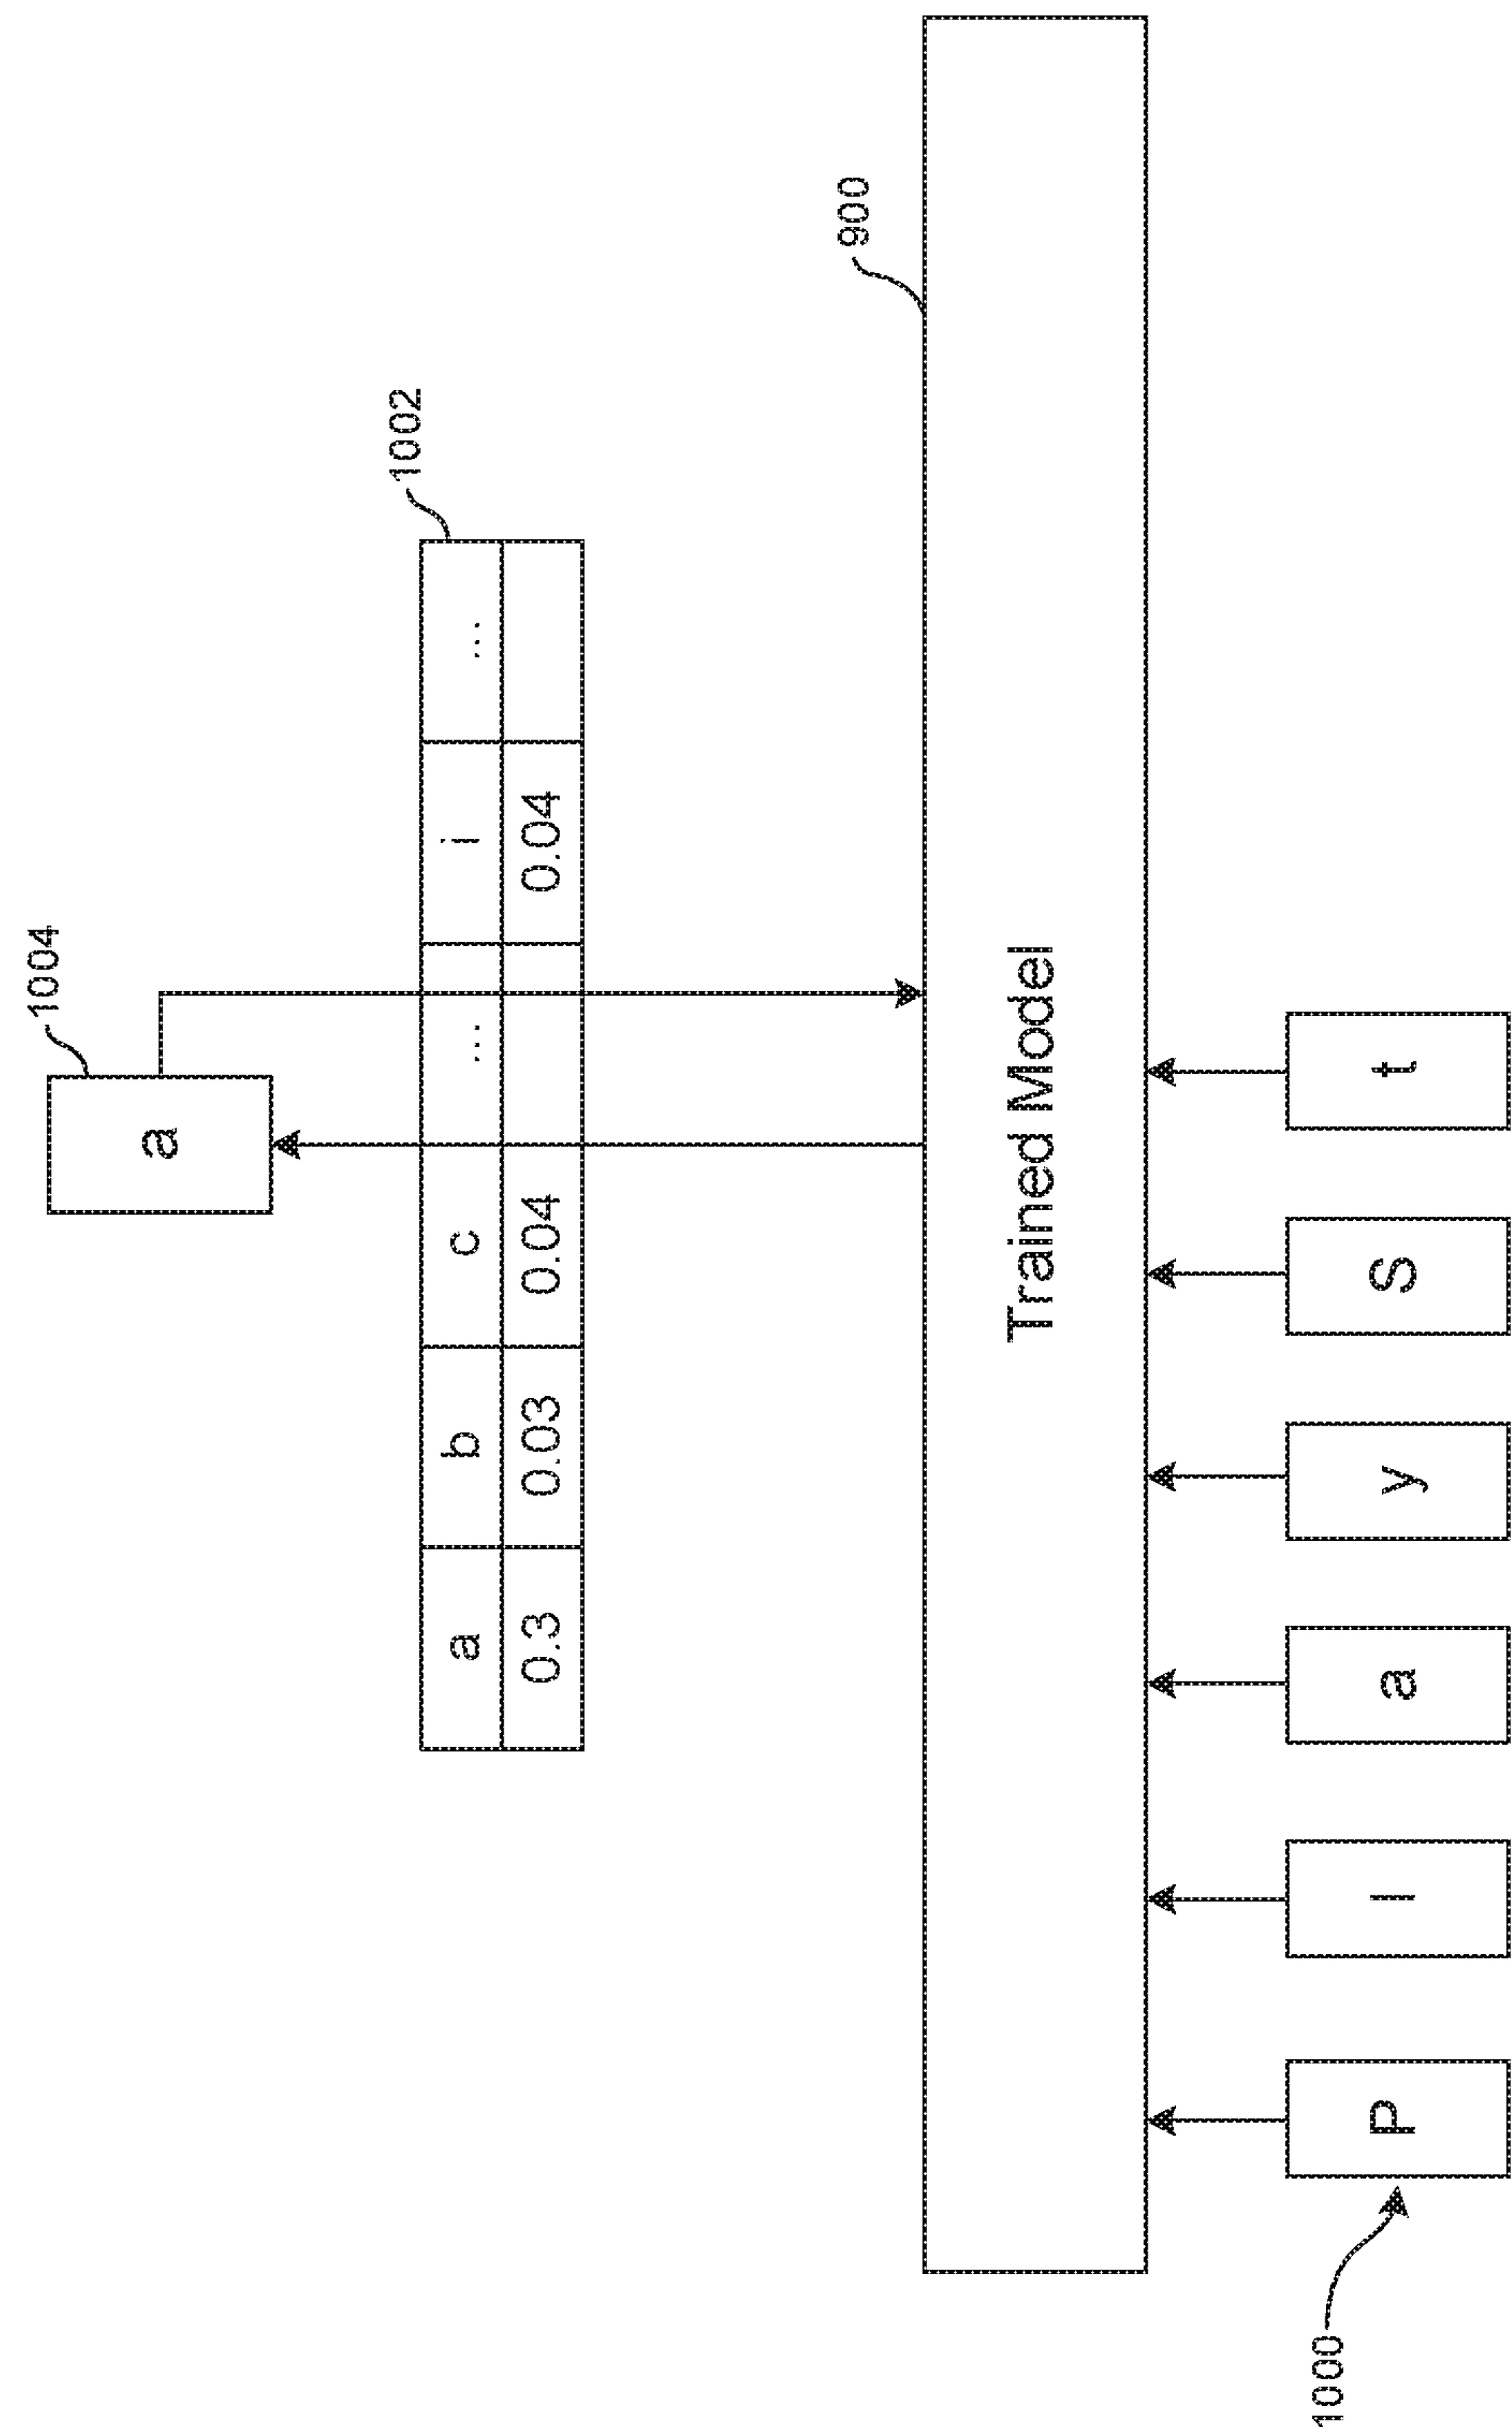 1004
a
1002
a b c ... i ...
0.3 0.03 0.04 0.04
900
Trained Model
P l a y S t
1000